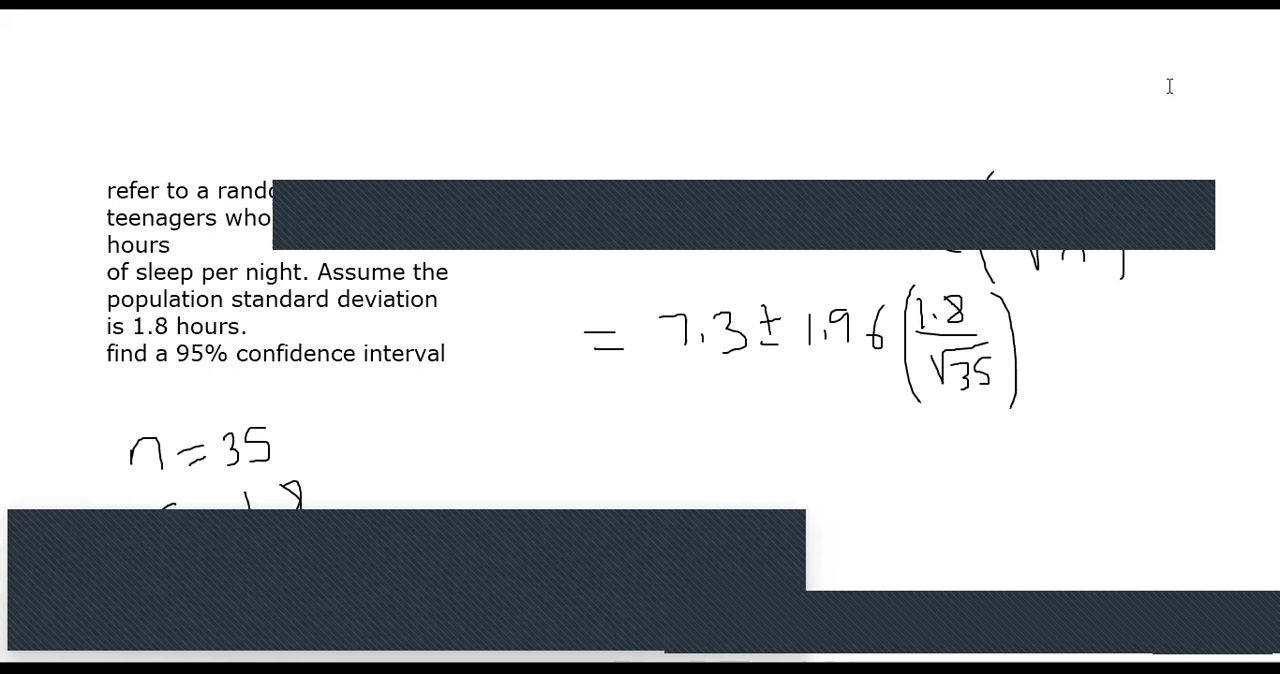 refer to a
teenagers who
hours
of sleep per night. Assume the
population standard deviation
is 1.8 hours.
find a 95% confidence interval
= 7.3 ± 1.96 (1.8/√35)
n = 35